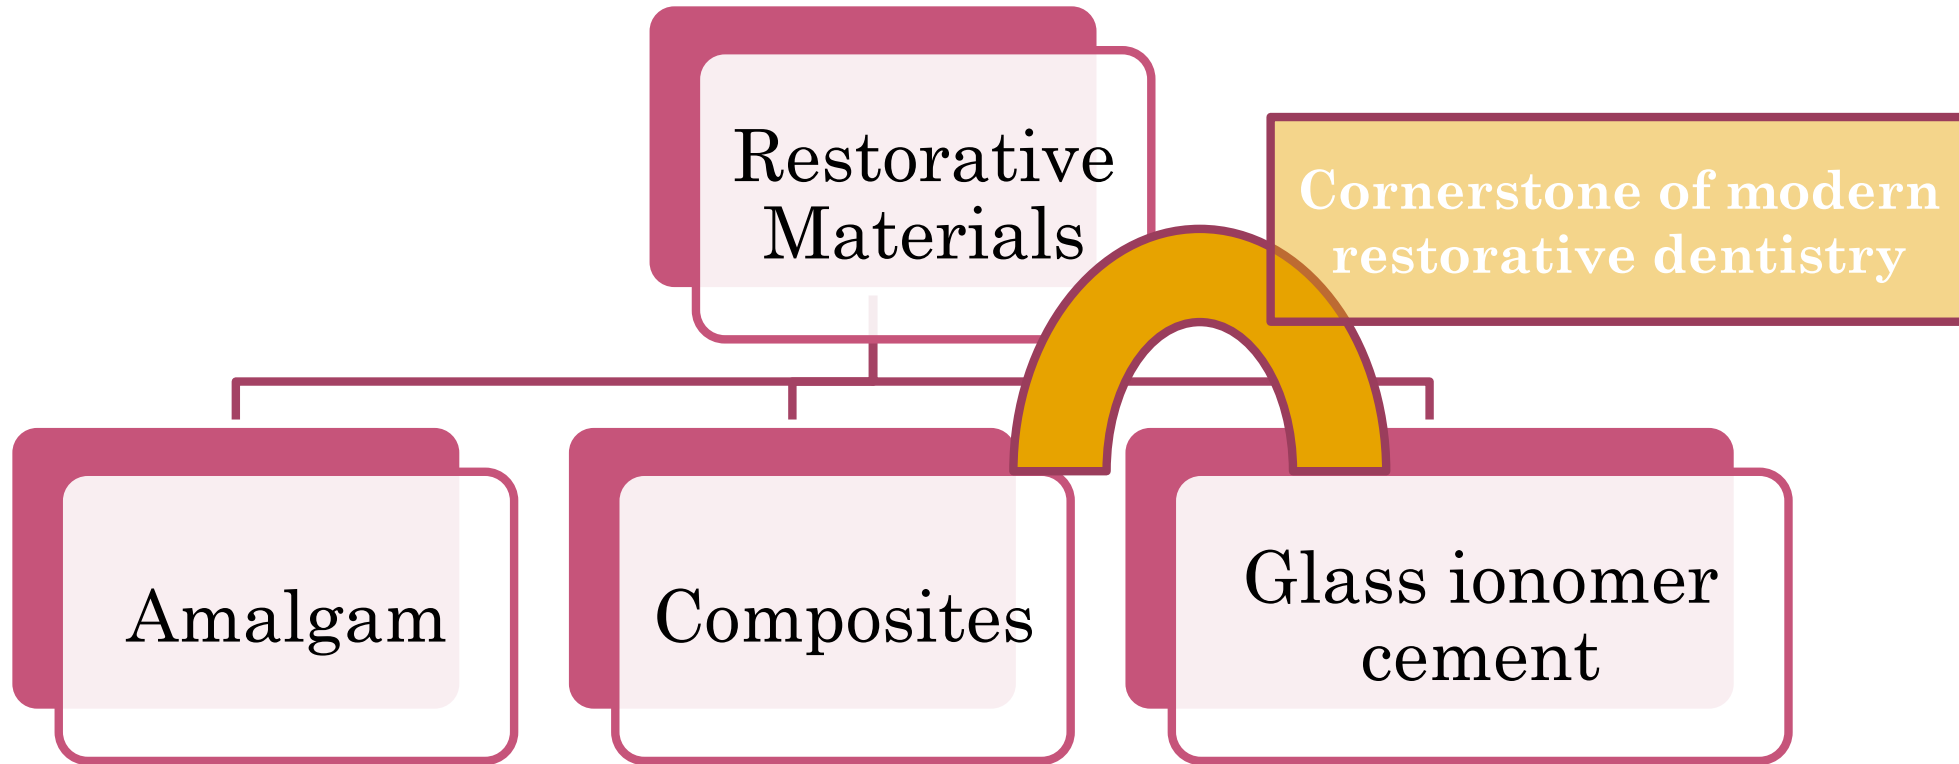 Restorative
Materials
Cornerstone of modern
restorative dentistry
Amalgam
Composites
Glass ionomer
cement